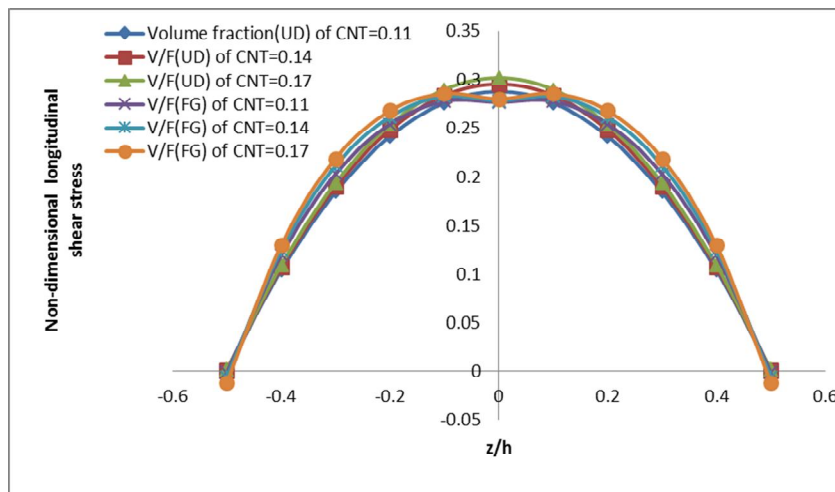 Volume fraction(UD) of CNT=0.11
V/F(UD) of CNT=0.14
V/F(UD) of CNT=0.17
V/F(FG) of CNT=0.11
V/F(FG) of CNT=0.14
V/F(FG) of CNT=0.17
Non-dimensional longitudinal
shear stress
0.35
0.3
0.25
0.2
0.15
0.1
0.05
0
-0.05
-0.6
-0.4
-0.2
0
0.2
0.4
0.6
z/h